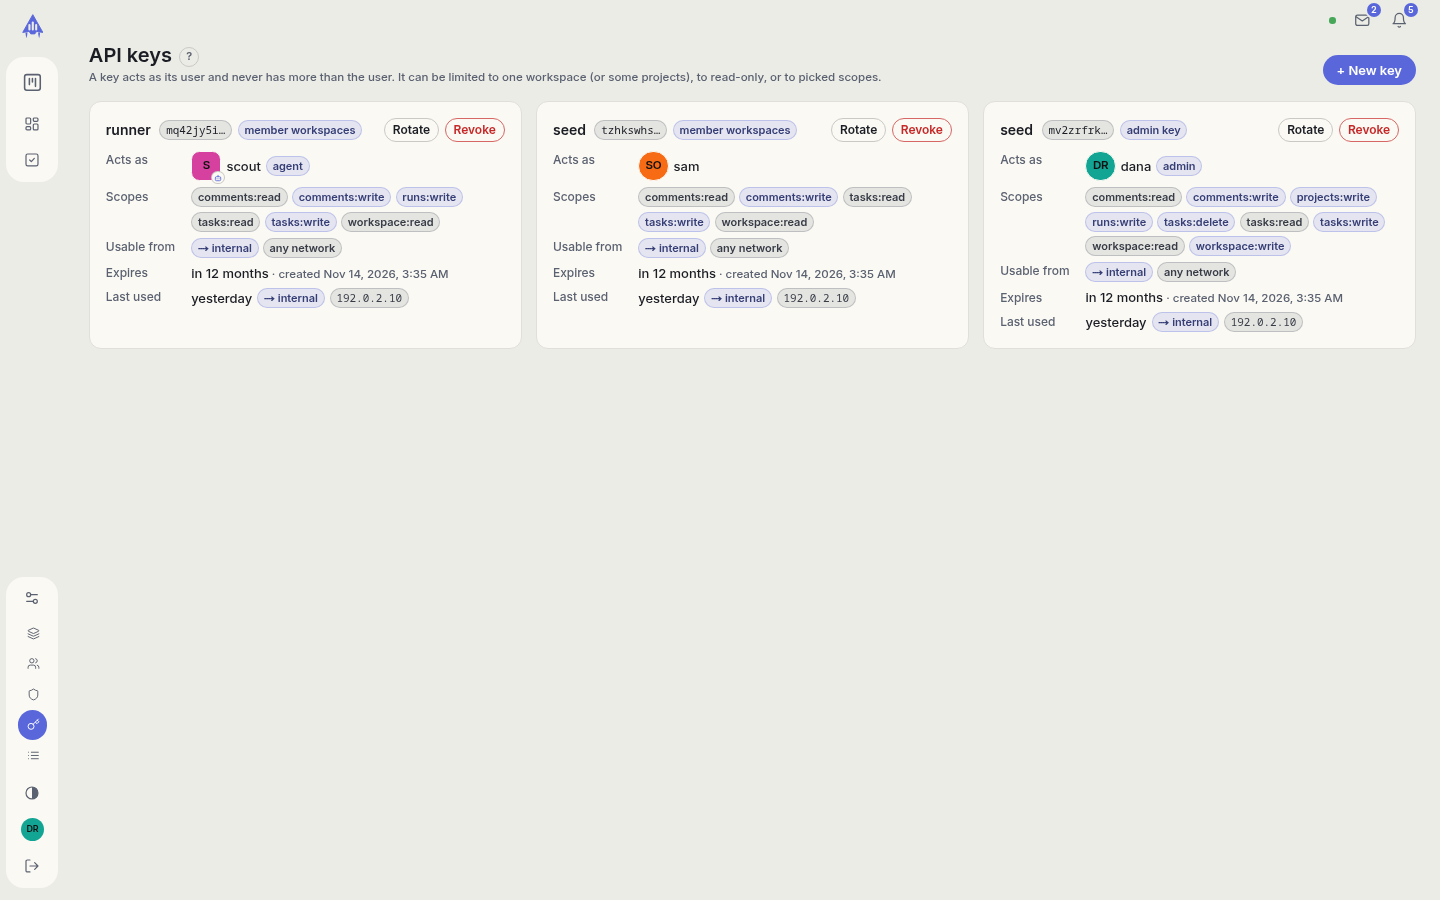 2
5
API keys ?
A key acts as its user and never has more than the user. It can be limited to one workspace (or some projects), to read-only, or to picked scopes.
+ New key
runner mq42jy5i… member workspaces Rotate Revoke
Acts as S scout agent
Scopes comments:read comments:write runs:write
tasks:read tasks:write workspace:read
Usable from → internal any network
Expires in 12 months · created Nov 14, 2026, 3:35 AM
Last used yesterday → internal 192.0.2.10
seed tzhkswhs… member workspaces Rotate Revoke
Acts as SO sam
Scopes comments:read comments:write tasks:read
tasks:write workspace:read
Usable from → internal any network
Expires in 12 months · created Nov 14, 2026, 3:35 AM
Last used yesterday → internal 192.0.2.10
seed mv2zrfrk… admin key Rotate Revoke
Acts as DR dana admin
Scopes comments:read comments:write projects:write
runs:write tasks:delete tasks:read tasks:write
workspace:read workspace:write
Usable from → internal any network
Expires in 12 months · created Nov 14, 2026, 3:35 AM
Last used yesterday → internal 192.0.2.10
DR